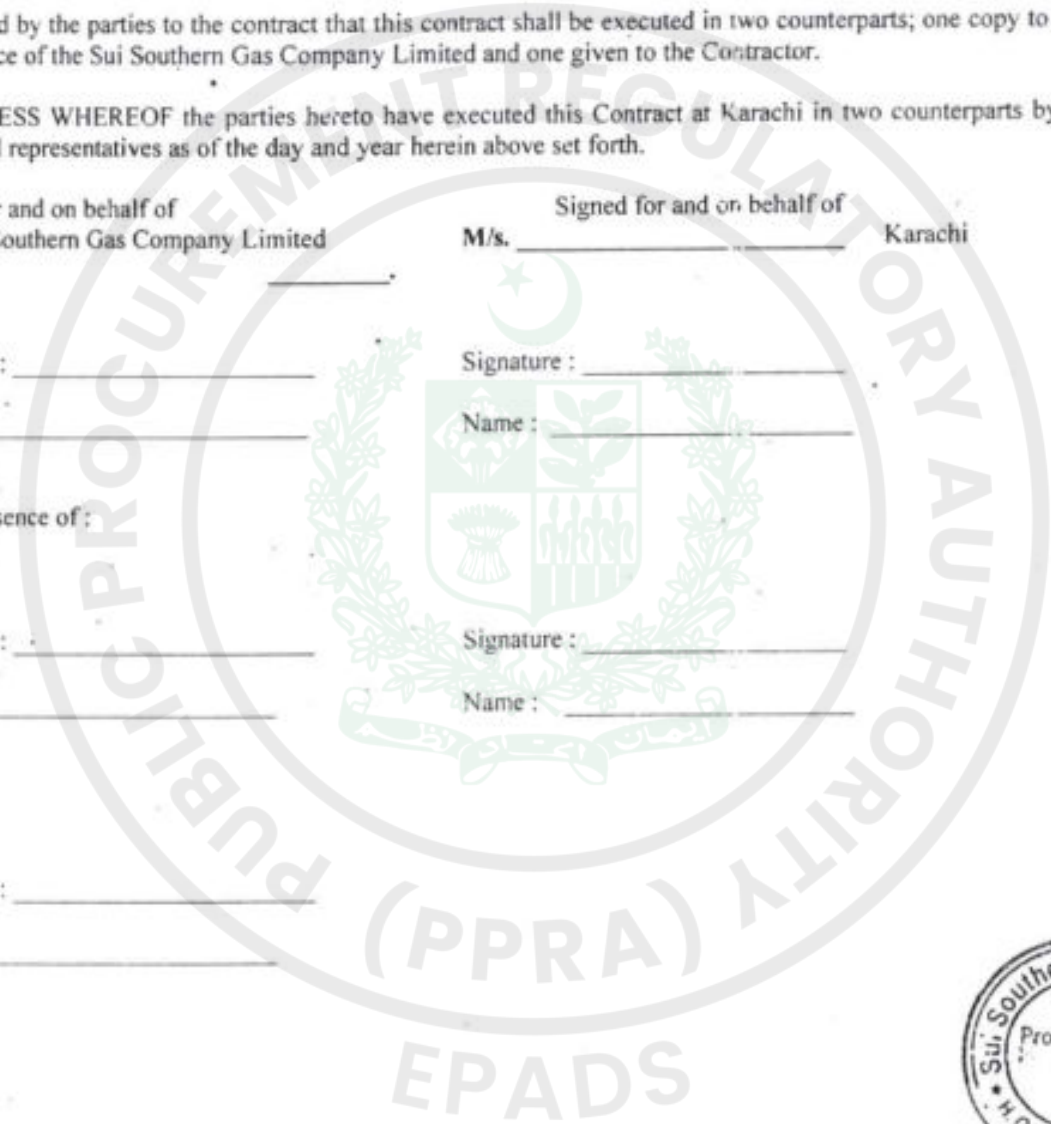 d by the parties to the contract that this contract shall be executed in two counterparts; one copy to
ce of the Sui Southern Gas Company Limited and one given to the Contractor.
ESS WHEREOF the parties hereto have executed this Contract at Karachi in two counterparts by
d representatives as of the day and year herein above set forth.
r and on behalf of
outhern Gas Company Limited
Signed for and on behalf of
M/s. Karachi
:
Signature :
Name :
sence of :
:
Signature :
Name :
:
PUBLIC PROCUREMENT REGULATORY AUTHORITY
(PPRA)
EPADS
Sui Southe
Pro